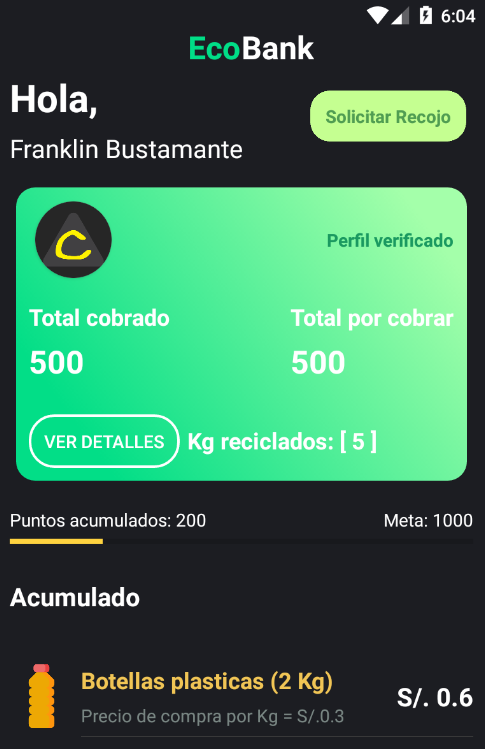 6:04
EcoBank
Hola,
Solicitar Recojo
Franklin Bustamante
C
Perfil verificado
Total cobrado Total por cobrar
500 500
VER DETALLES Kg reciclados: [ 5 ]
Puntos acumulados: 200 Meta: 1000
Acumulado
Botellas plasticas (2 Kg)
S/. 0.6
Precio de compra por Kg = S/.0.3